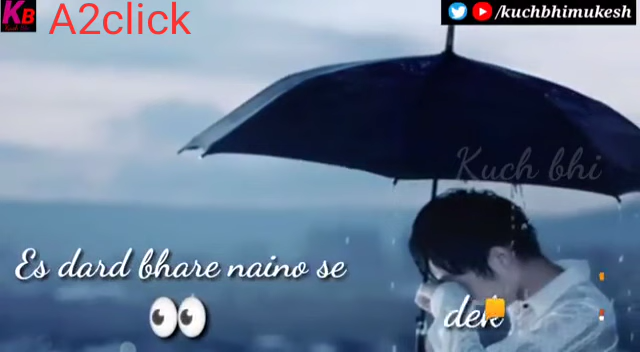 KB
A2click
/kuchbhimukesh
Kuch bhi
Es dard bhare naino se